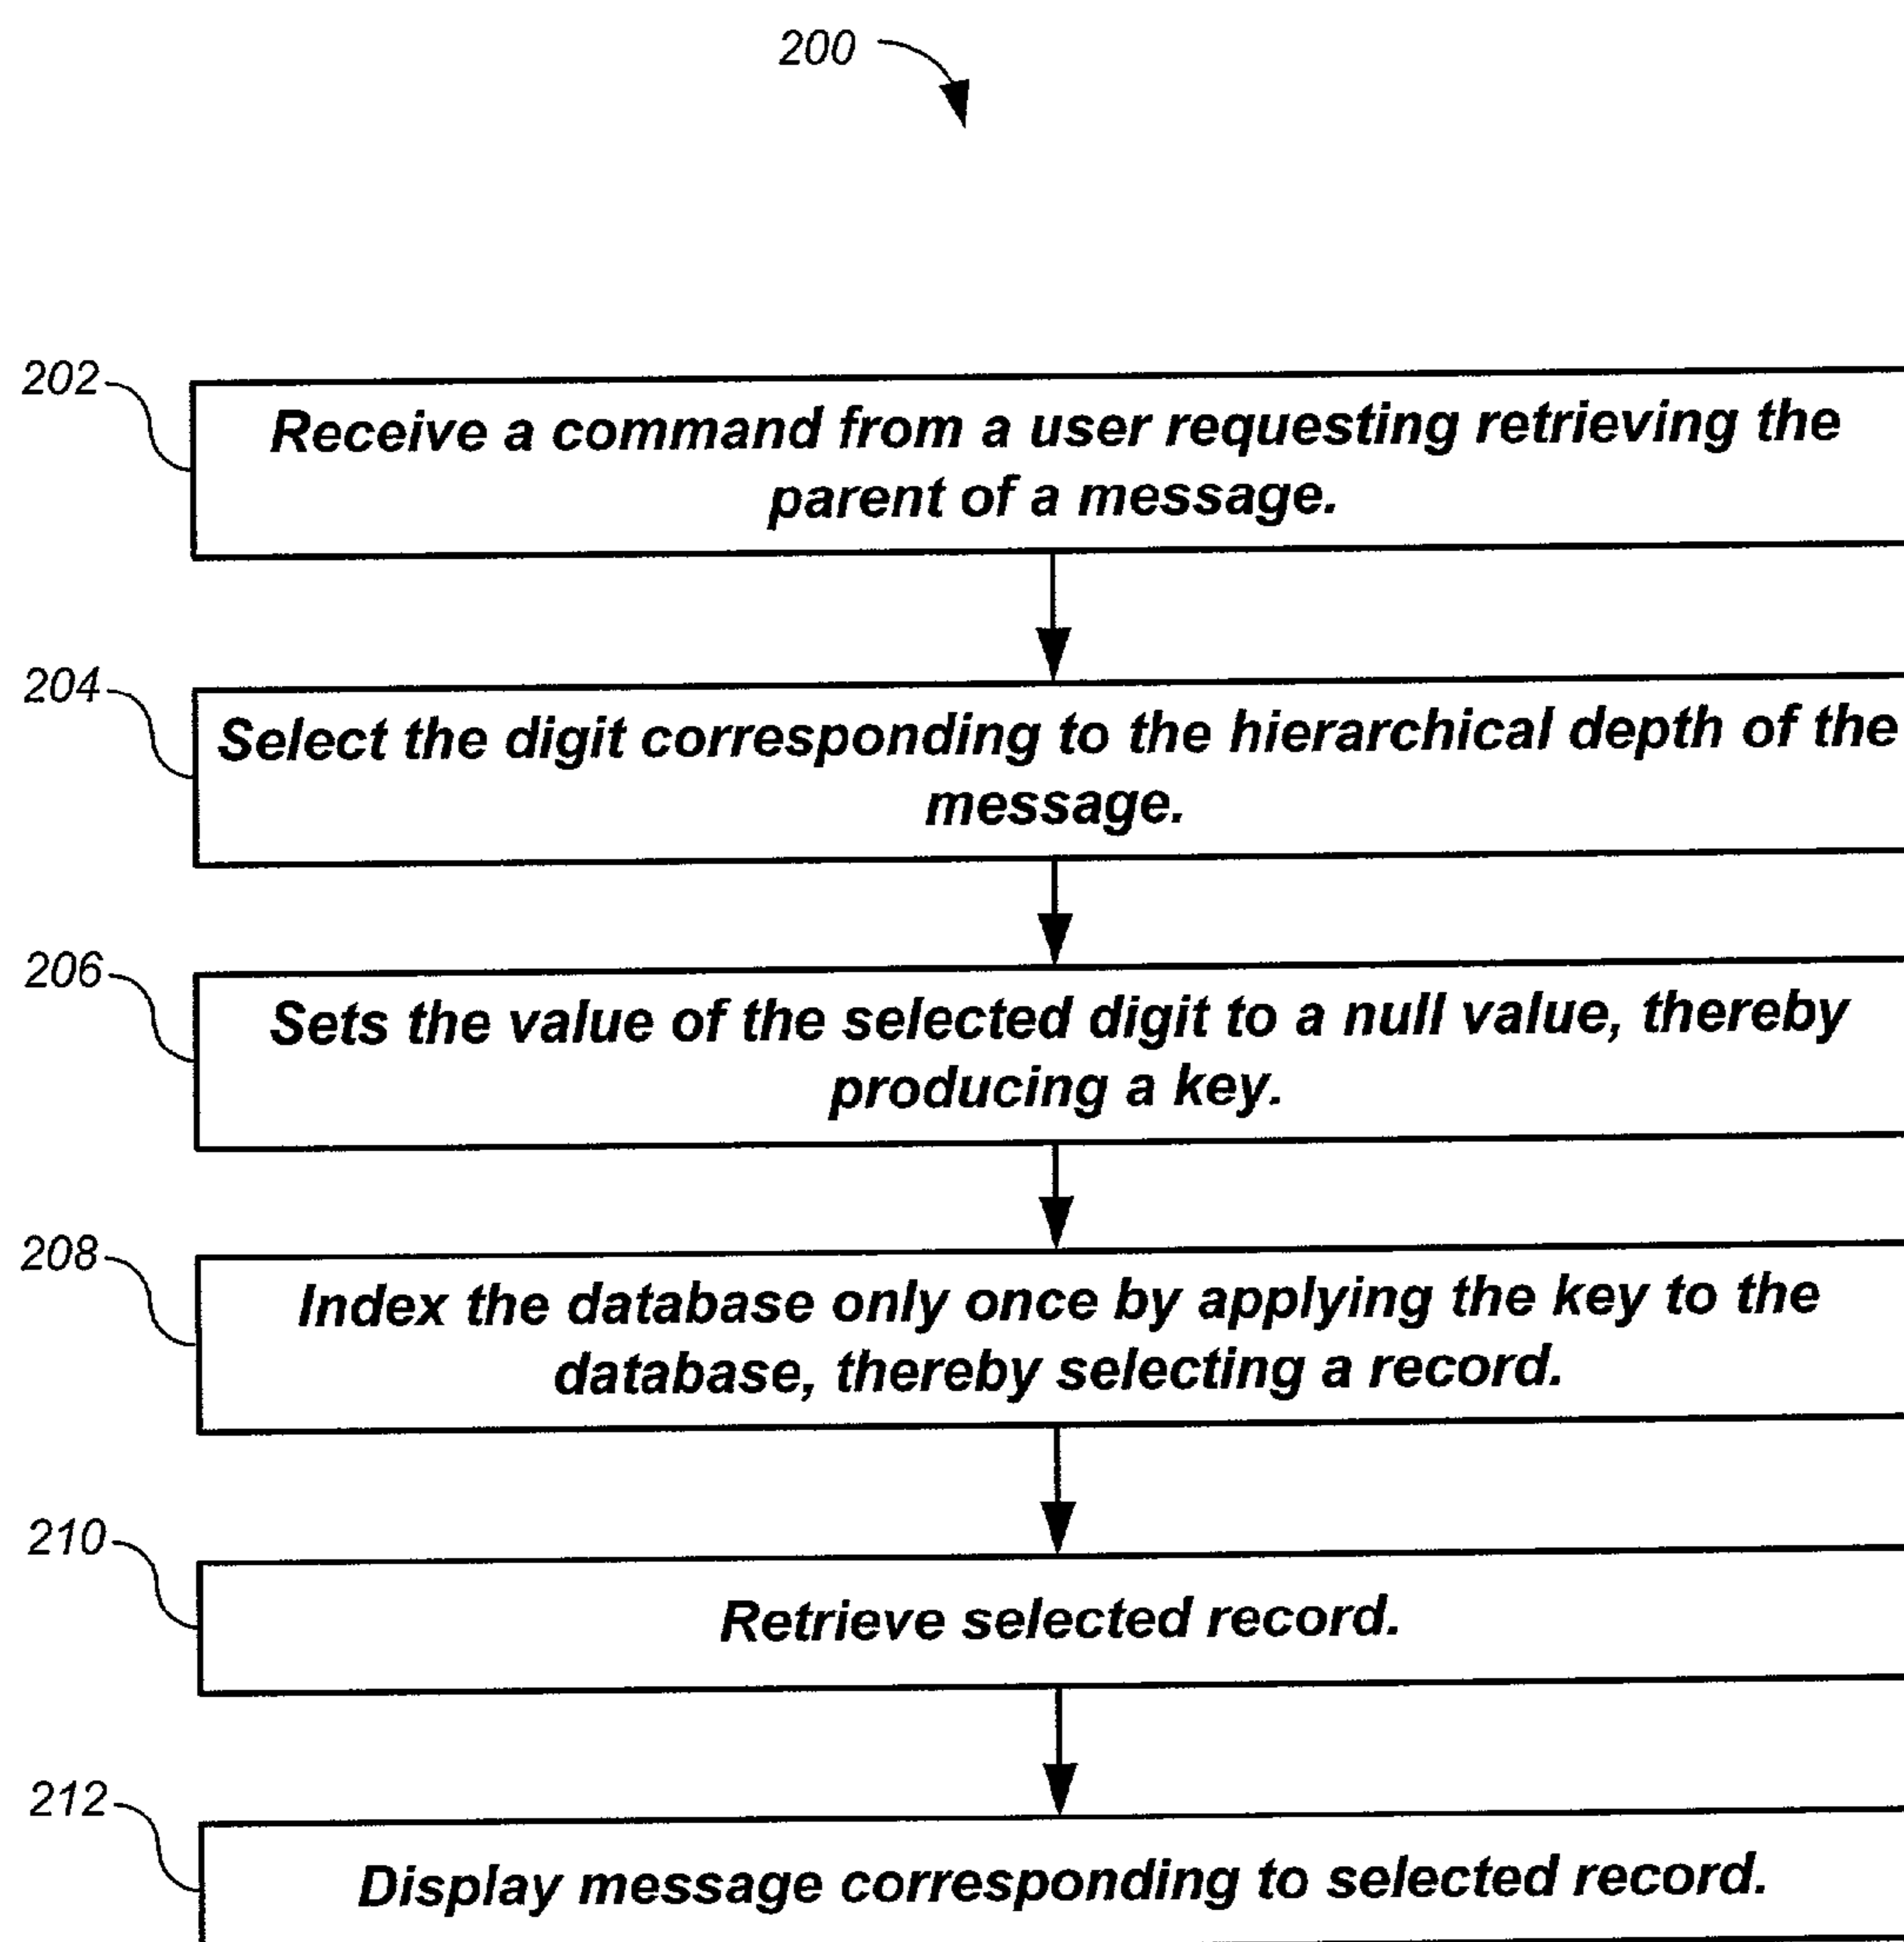 200
202
Receive a command from a user requesting retrieving the
parent of a message.
204
Select the digit corresponding to the hierarchical depth of the
message.
206
Sets the value of the selected digit to a null value, thereby
producing a key.
208
Index the database only once by applying the key to the
database, thereby selecting a record.
210
Retrieve selected record.
212
Display message corresponding to selected record.